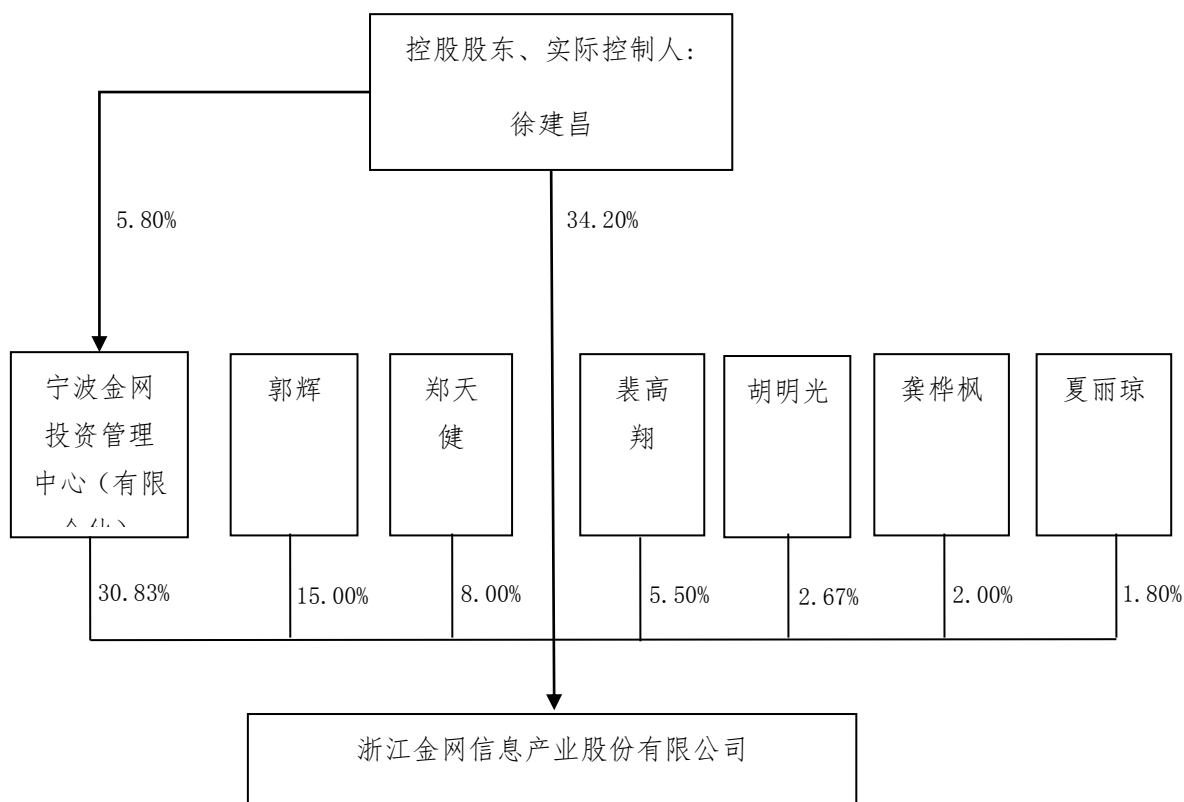 控股股东、实际控制人:
徐建昌
5.80%
34.20%
宁波金网
投资管理
中心（有限
郭辉
郑天
健
裴高
翔
胡明光
龚桦枫
夏丽琼
30.83%
15.00%
8.00%
5.50%
2.67%
2.00%
1.80%
浙江金网信息产业股份有限公司